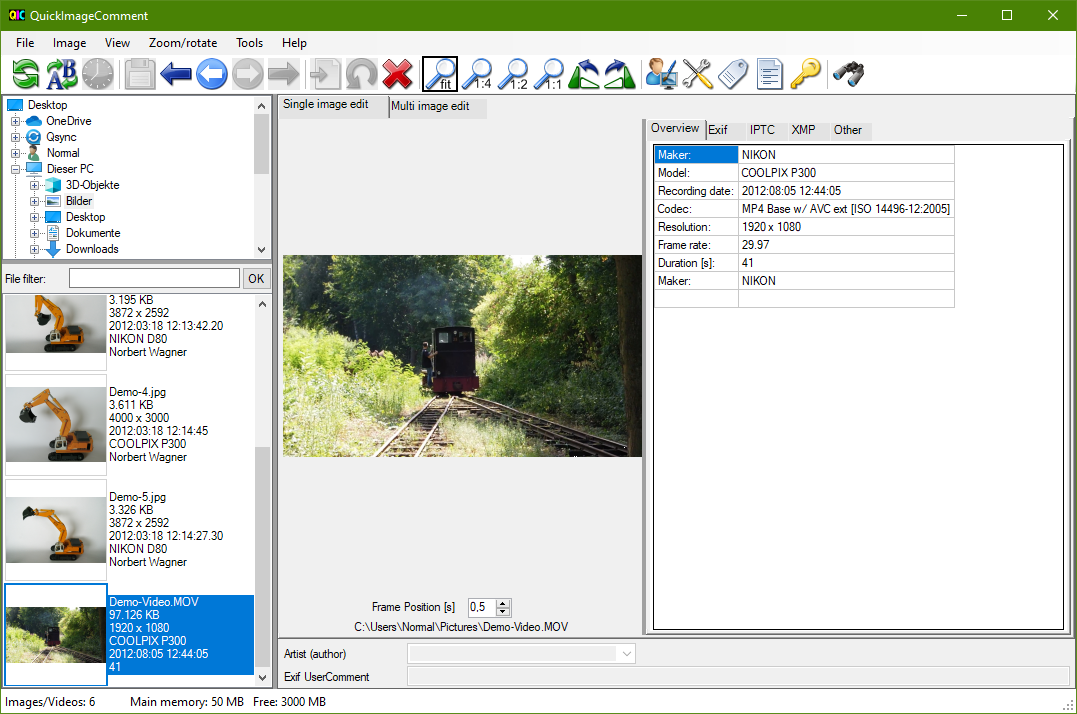 QIC QuickImageComment
File Image View Zoom/rotate Tools Help
A B fit 1:4 1:2 1:1
Desktop
OneDrive
Qsync
Normal
Dieser PC
3D-Objekte
Bilder
Desktop
Dokumente
Downloads
File filter: OK
3.195 KB
3872 x 2592
2012:03:18 12:13:42.20
NIKON D80
Norbert Wagner
Demo-4.jpg
3.611 KB
4000 x 3000
2012:03:18 12:14:45
COOLPIX P300
Norbert Wagner
Demo-5.jpg
3.326 KB
3872 x 2592
2012:03:18 12:14:27.30
NIKON D80
Norbert Wagner
Demo-Video.MOV
97.126 KB
1920 x 1080
COOLPIX P300
2012:08:05 12:44:05
41
Single image edit Multi image edit
Frame Position [s] 0,5
C:\Users\Normal\Pictures\Demo-Video.MOV
Overview Exif IPTC XMP Other
Maker: NIKON
Model: COOLPIX P300
Recording date: 2012:08:05 12:44:05
Codec: MP4 Base w/ AVC ext [ISO 14496-12:2005]
Resolution: 1920 x 1080
Frame rate: 29.97
Duration [s]: 41
Maker: NIKON
Artist (author)
Exif UserComment
Images/Videos: 6 Main memory: 50 MB Free: 3000 MB